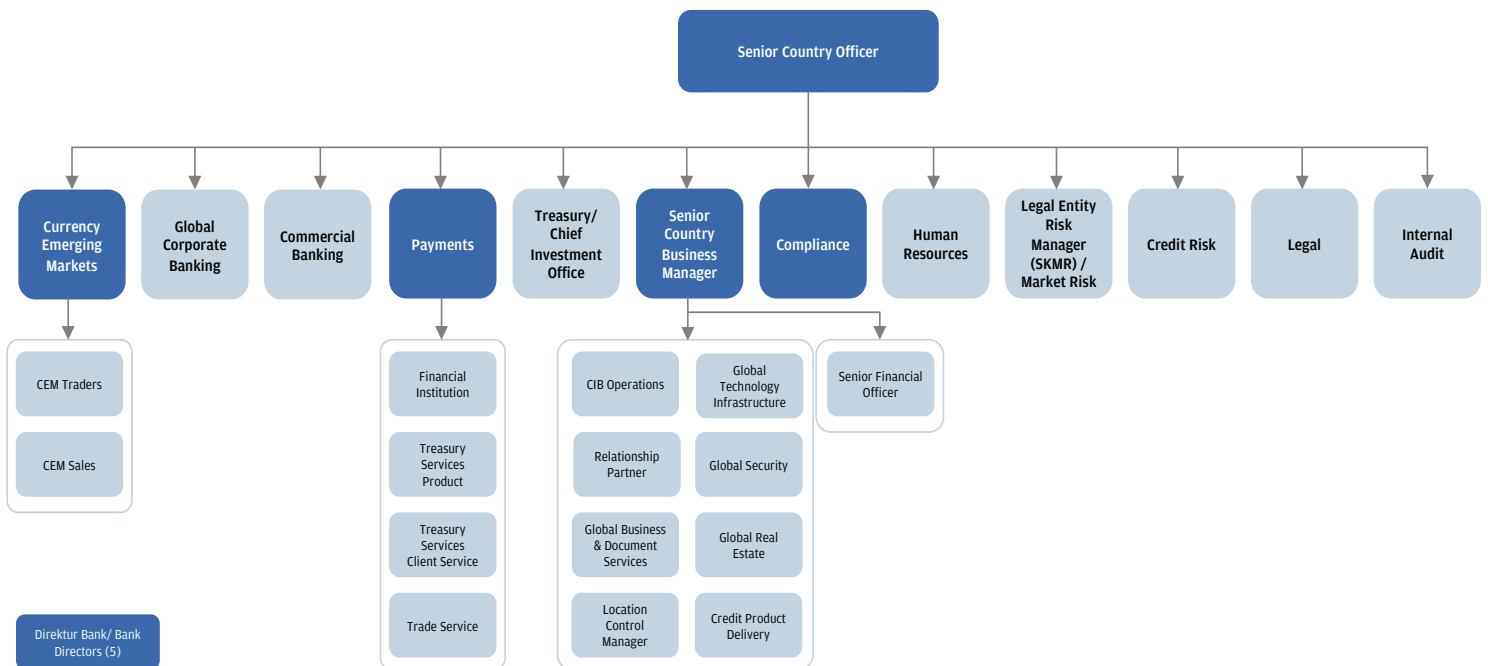 Senior Country Officer
Currency
Emerging
Markets
Global
Corporate
Banking
Commercial
Banking
Payments
Treasury/
Chief
Investment
Office
Senior
Country
Business
Manager
Compliance
Human
Resources
Legal Entity
Risk
Manager
(SKMR) /
Market Risk
Credit Risk
Legal
Internal
Audit
CEM Traders
CEM Sales
Financial
Institution
Treasury
Services
Product
Treasury
Services
Client Service
Trade Service
CIB Operations
Global
Technology
Infrastructure
Relationship
Partner
Global Security
Global Business
& Document
Services
Global Real
Estate
Location
Control
Manager
Credit Product
Delivery
Senior Financial
Officer
Direktur Bank/ Bank
Directors (5)